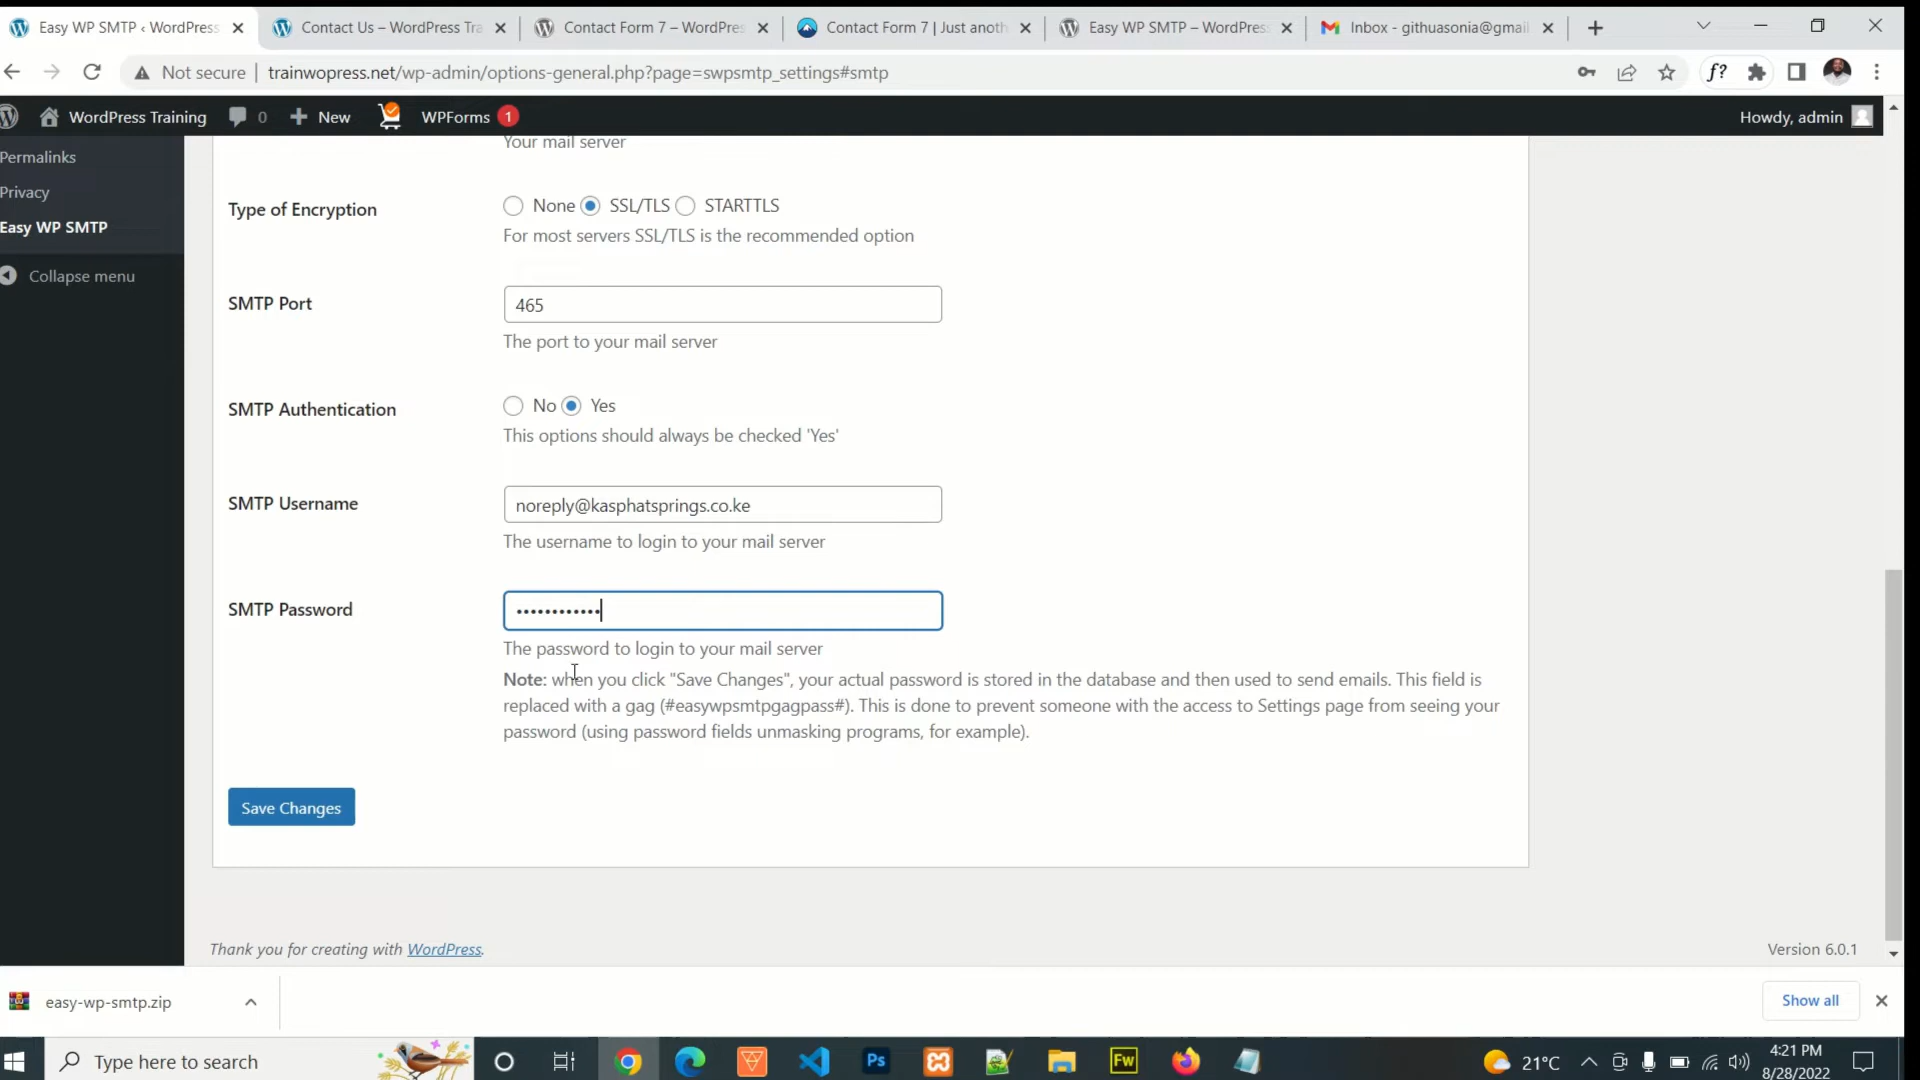 Easy WP SMTP ‹ WordPress
Contact Us – WordPress Tra
Contact Form 7 – WordPres
Contact Form 7 | Just anoth
Easy WP SMTP – WordPress
Inbox - githuasonia@gmail
Not secure
trainwopress.net/wp-admin/options-general.php?page=swpsmtp_settings#smtp
f?
WordPress Training
0
New
WPForms
1
Howdy, admin
Permalinks
Privacy
Easy WP SMTP
Collapse menu
Your mail server
Type of Encryption
None
SSL/TLS
STARTTLS
For most servers SSL/TLS is the recommended option
SMTP Port
465
The port to your mail server
SMTP Authentication
No
Yes
This options should always be checked 'Yes'
SMTP Username
noreply@kasphatsprings.co.ke
The username to login to your mail server
SMTP Password
••••••••••••
The password to login to your mail server
Note: when you click "Save Changes", your actual password is stored in the database and then used to send emails. This field is
replaced with a gag (#easywpsmtpgagpass#). This is done to prevent someone with the access to Settings page from seeing your
password (using password fields unmasking programs, for example).
Save Changes
Thank you for creating with WordPress.
Version 6.0.1
easy-wp-smtp.zip
Show all
Type here to search
Ps
Fw
21°C
4:21 PM
8/28/2022